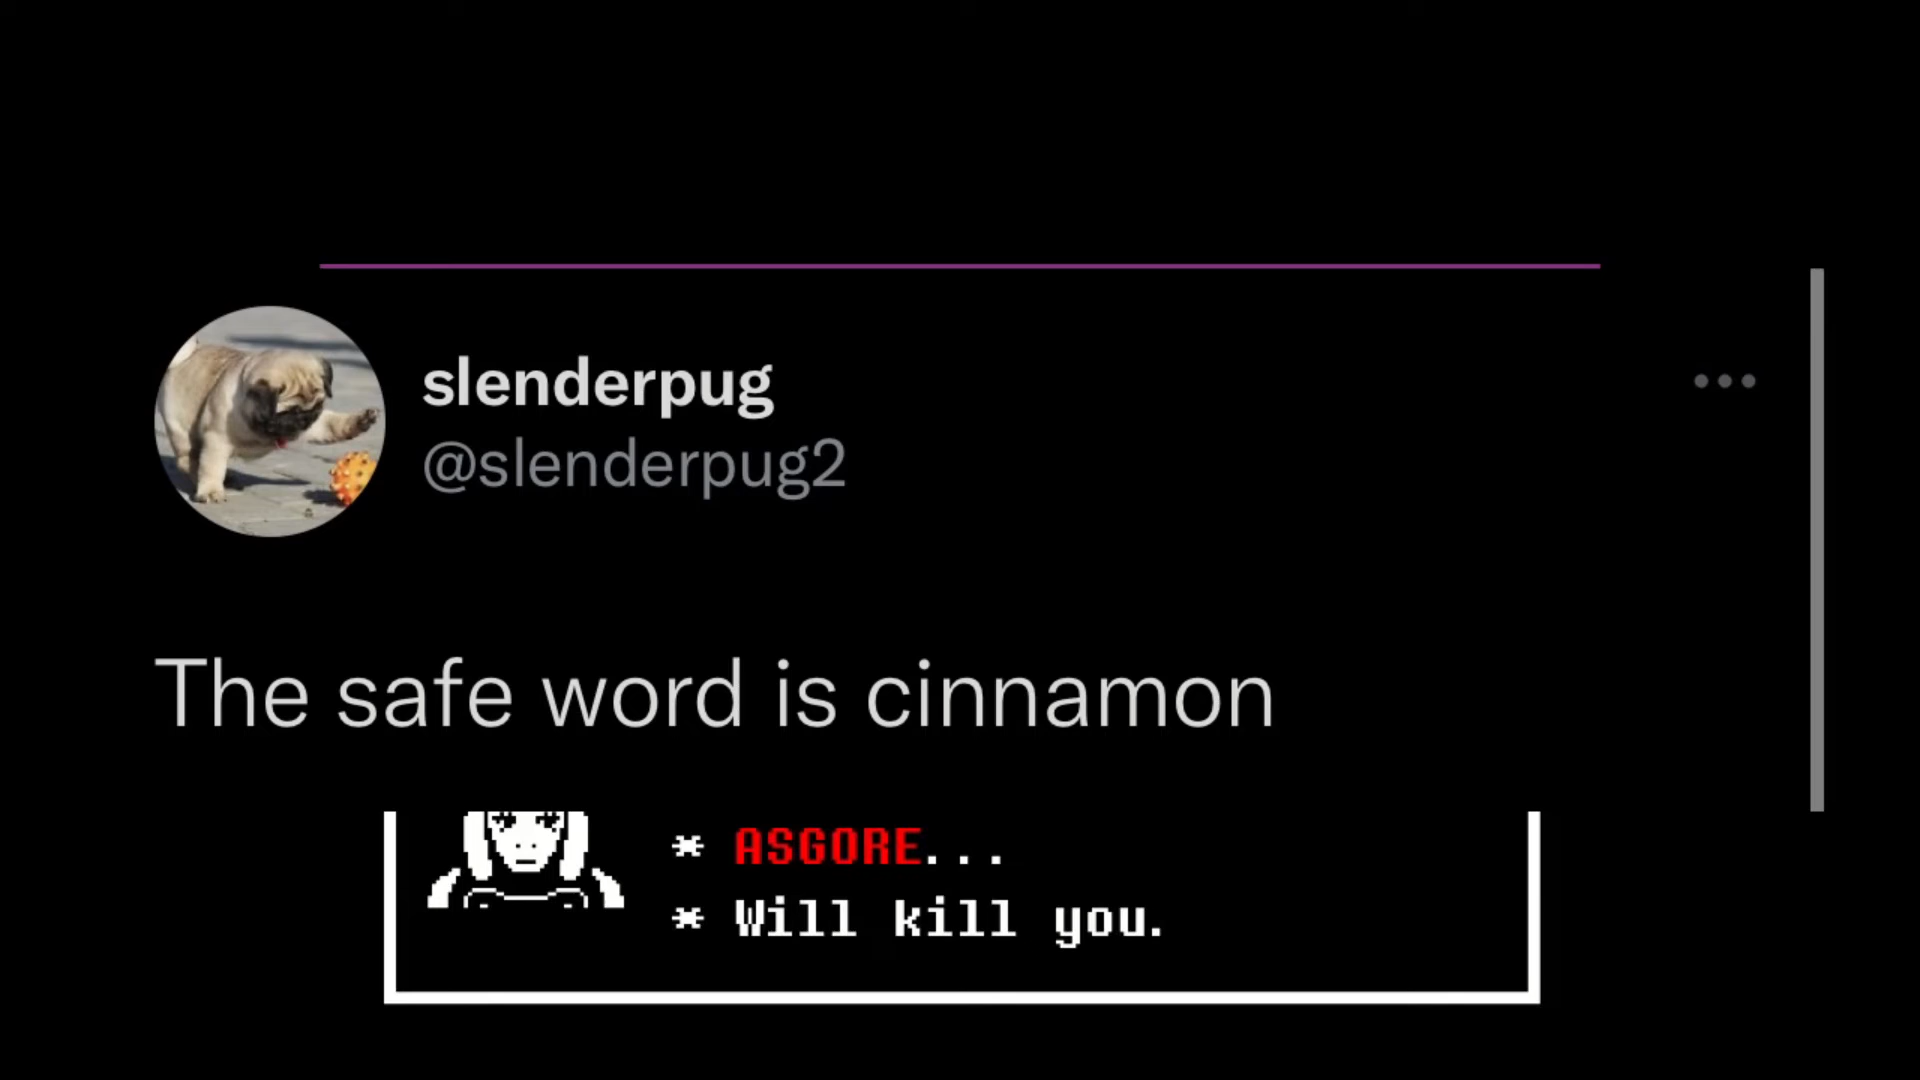 slenderpug
@slenderpug2
The safe word is cinnamon
* ASGORE...
* Will kill you.